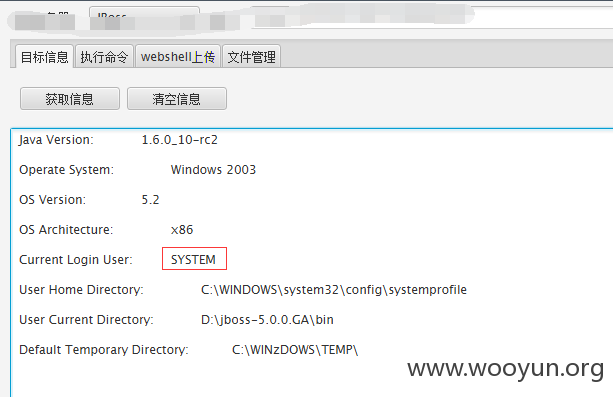 JBoss
目标信息 执行命令 webshell上传 文件管理
获取信息 清空信息
Java Version: 1.6.0_10-rc2
Operate System: Windows 2003
OS Version: 5.2
OS Architecture: x86
Current Login User: SYSTEM
User Home Directory: C:\WINDOWS\system32\config\systemprofile
User Current Directory: D:\jboss-5.0.0.GA\bin
Default Temporary Directory: C:\WINzDOWS\TEMP\
www.wooyun.org